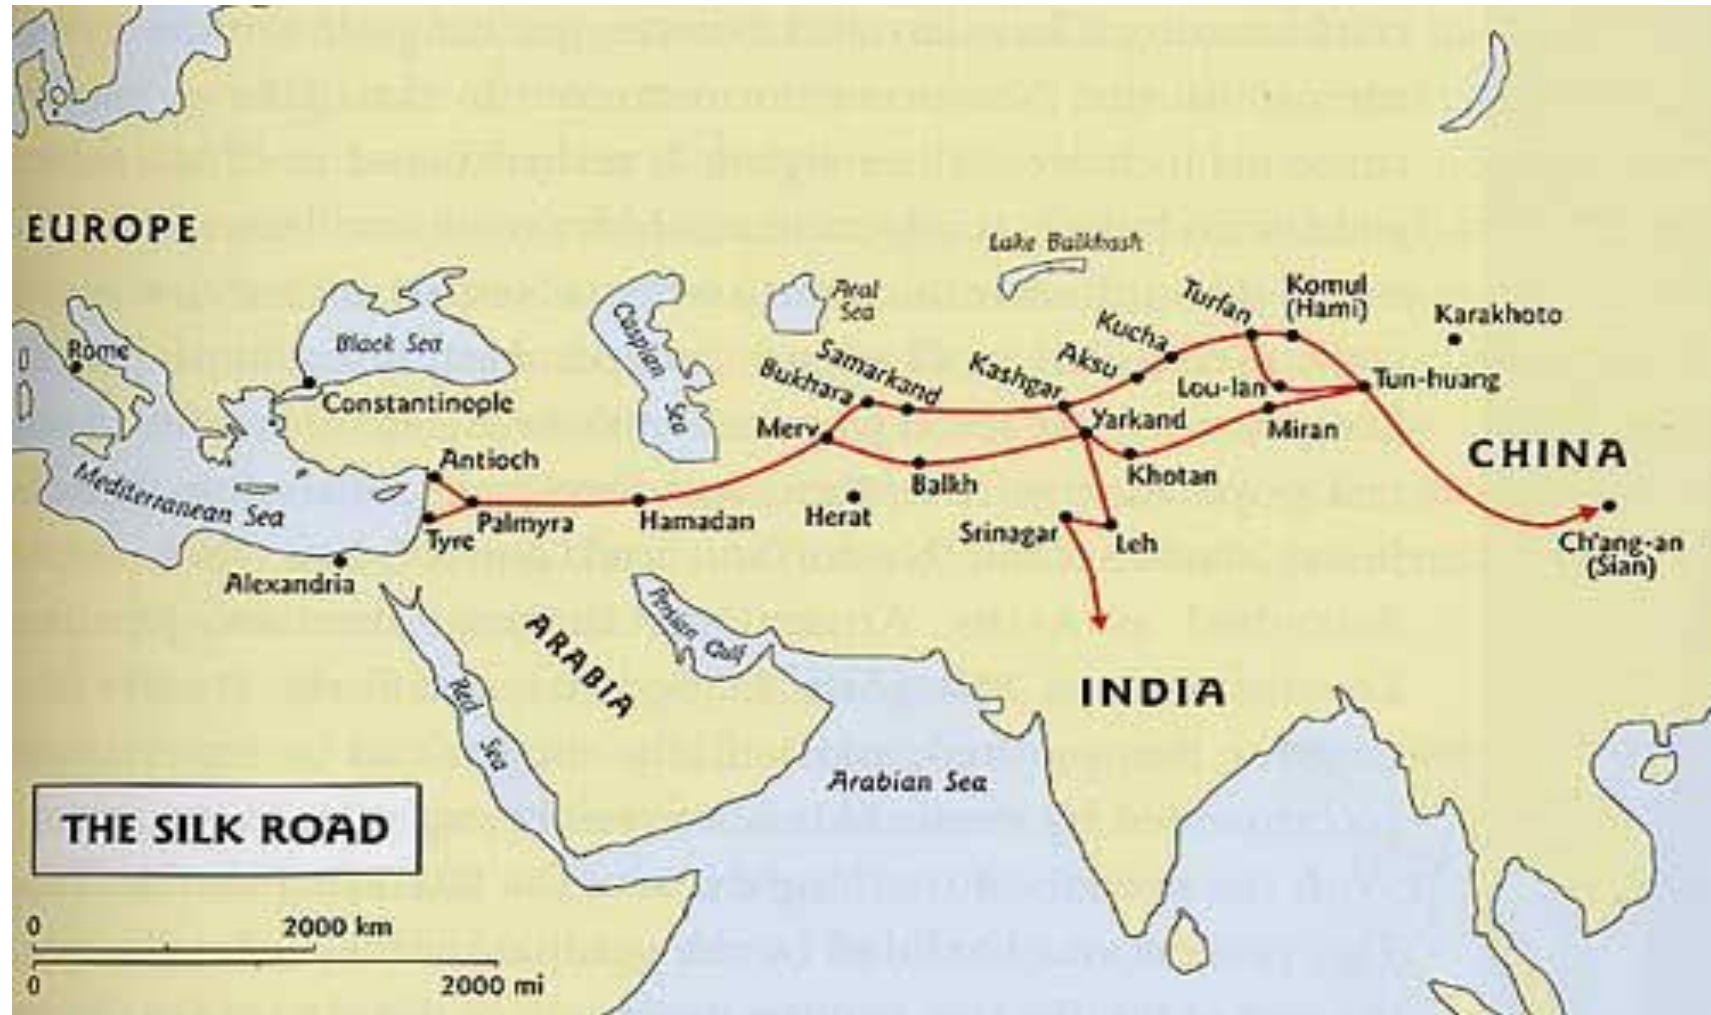 EUROPE
Lake Balkhash
Rome
Black Sea
Constantinople
Caspian
Sea
Aral
Sea
Turfan
Komul
(Hami)
Karakhoto
Kucha
Aksu
Kashgar
Samarkand
Bukhara
Merv
Lou-lan
Tun-huang
Yarkand
Miran
Khotan
CHINA
Antioch
Mediterranean Sea
Tyre
Palmyra
Hamadan
Herat
Balkh
Srinagar
Leh
Ch'ang-an
(Sian)
Alexandria
ARABIA
Persian Gulf
Red
Sea
INDIA
Arabian Sea
THE SILK ROAD
0 2000 km
0 2000 mi